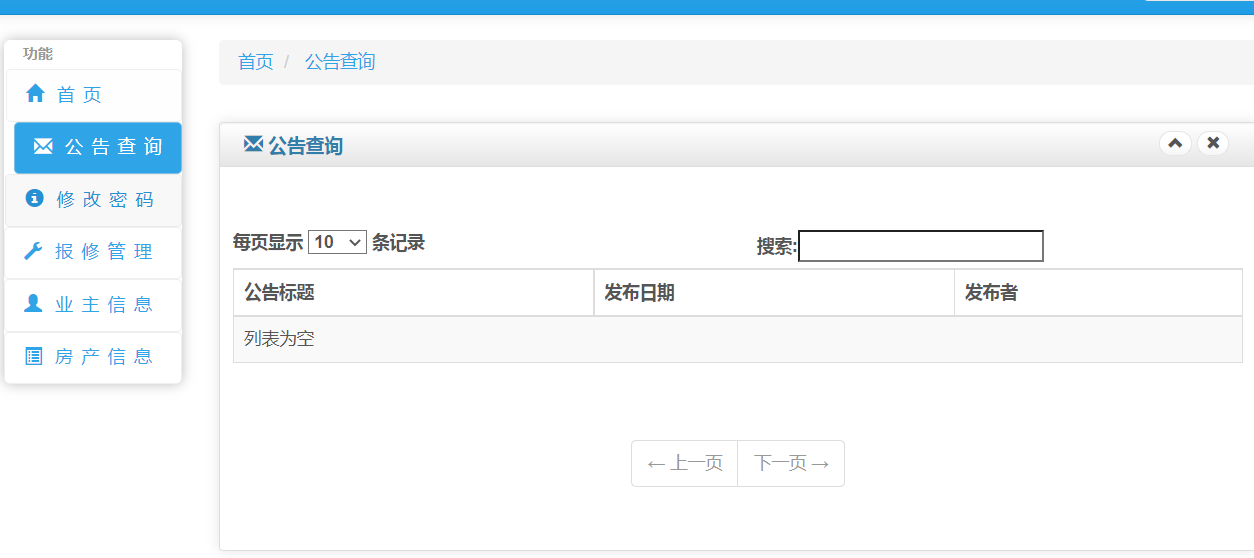 功能
首 页
公 告 查 询
修 改 密 码
报 修 管 理
业 主 信 息
房 产 信 息
首页 / 公告查询
公告查询
每页显示 10 条记录
搜索:
公告标题 发布日期 发布者
列表为空
← 上一页 下一页 →